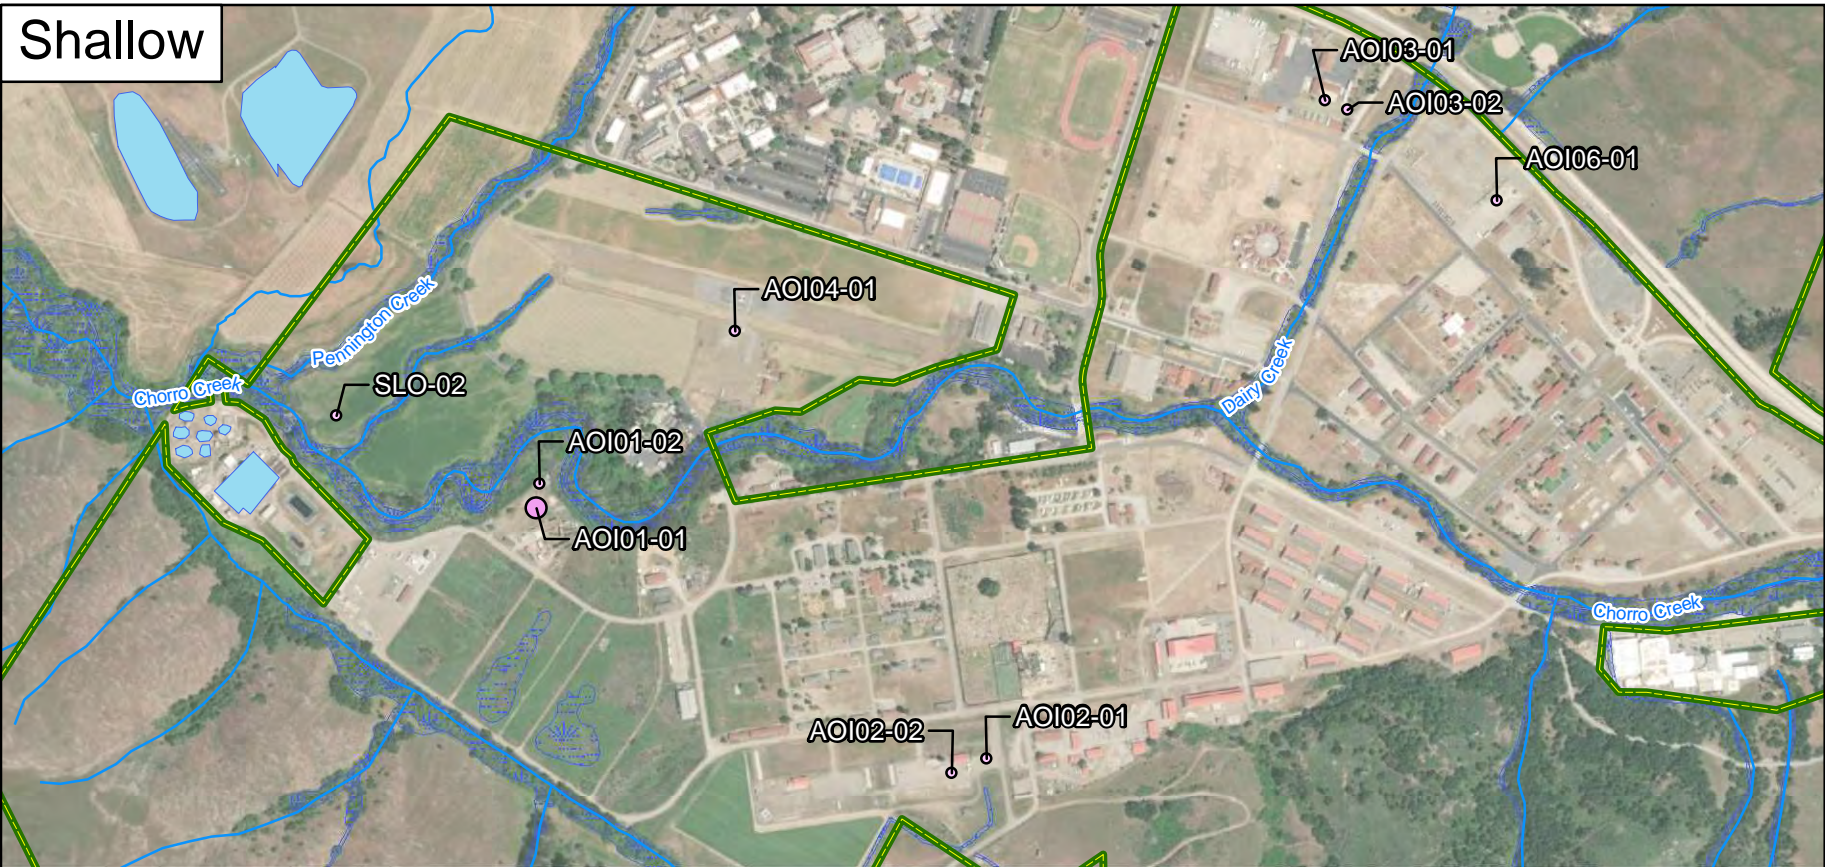 Shallow
AOI03-01
AOI03-02
AOI06-01
AOI04-01
Pennington Creek
Dairy Creek
SLO-02
Chorro Creek
AOI01-02
AOI01-01
Chorro Creek
AOI02-01
AOI02-02